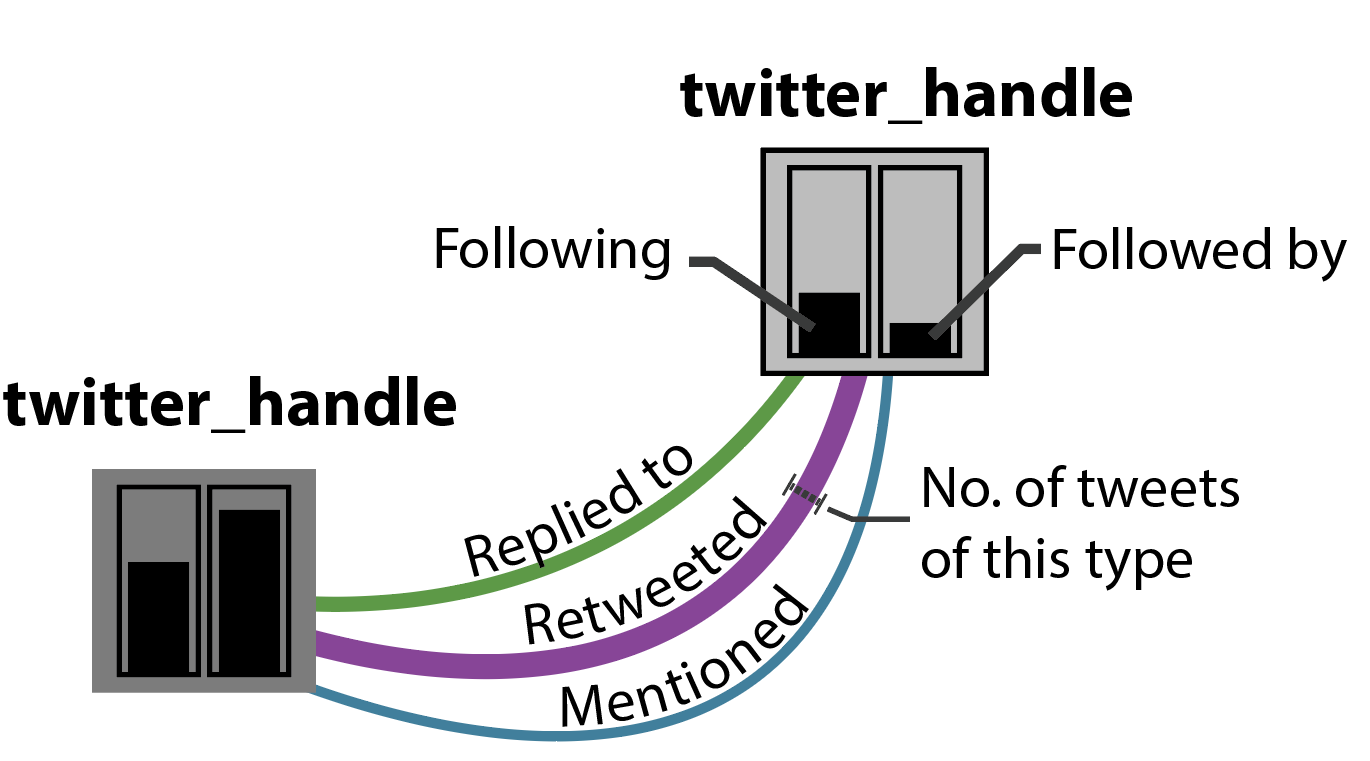 twitter_handle
Following
Followed by
twitter_handle
Replied to
Retweeted
Mentioned
No. of tweets
of this type